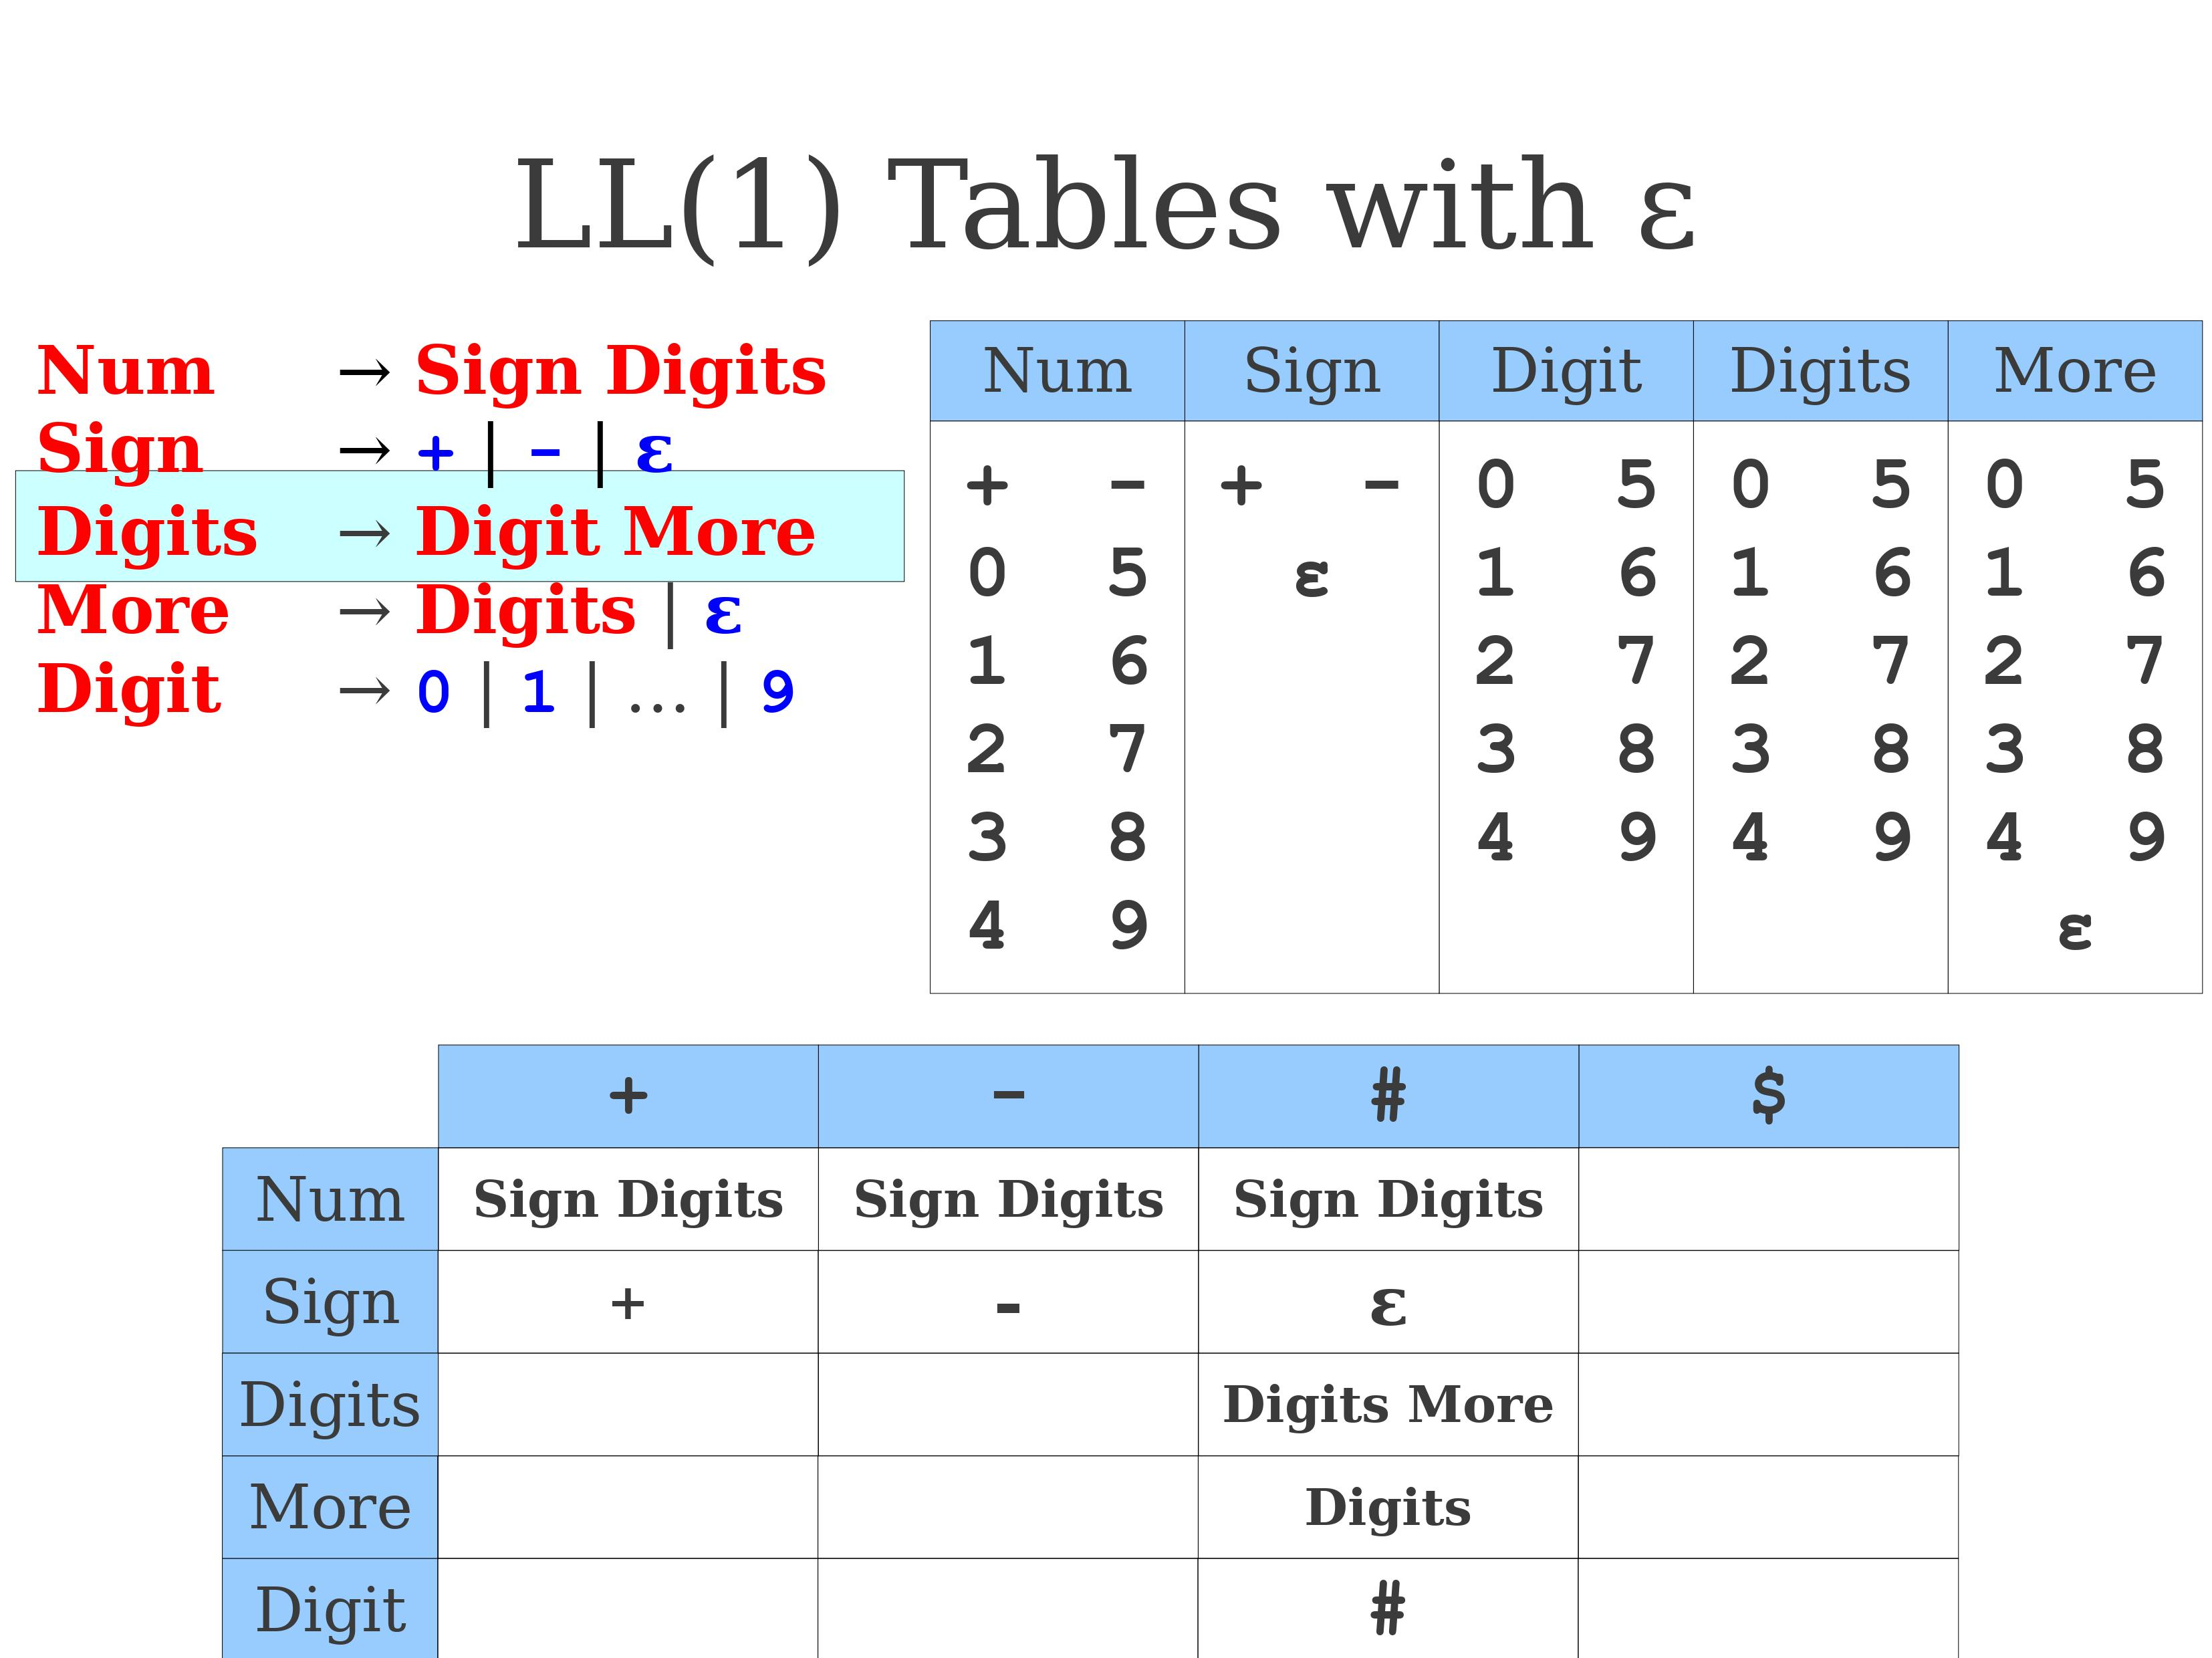 LL(1) Tables with ε
Num → Sign Digits
Sign → + | - | ε
Digits → Digit More
More → Digits | ε
Digit → 0 | 1 | … | 9
Num Sign Digit Digits More
+ - + - 0 5 0 5 0 5
0 5 ε 1 6 1 6 1 6
1 6 2 7 2 7 2 7
2 7 3 8 3 8 3 8
3 8 4 9 4 9 4 9
4 9 ε
+ - # $
Num Sign Digits Sign Digits Sign Digits
Sign + - ε
Digits Digits More
More Digits
Digit #